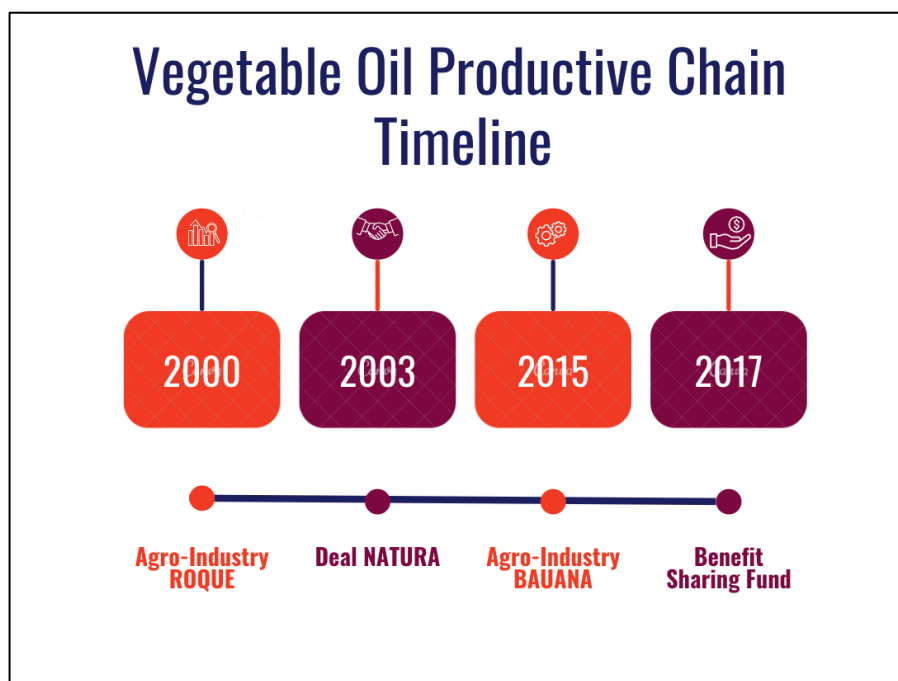 Vegetable Oil Productive Chain
Timeline
2000
2003
2015
2017
Agro-Industry
ROQUE
Deal NATURA
Agro-Industry
BAUANA
Benefit
Sharing Fund